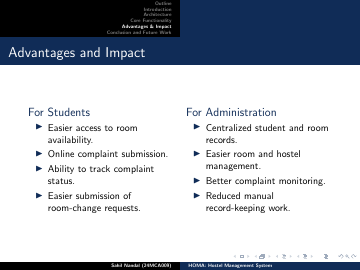 Outline
Introduction
Architecture
Core Functionality
Advantages & Impact
Conclusion and Future Work
Advantages and Impact
For Students
Easier access to room
availability.
Online complaint submission.
Ability to track complaint
status.
Easier submission of
room-change requests.
For Administration
Centralized student and room
records.
Easier room and hostel
management.
Better complaint monitoring.
Reduced manual
record-keeping work.
Sahil Nandal (24MCA009)
HOMA: Hostel Management System